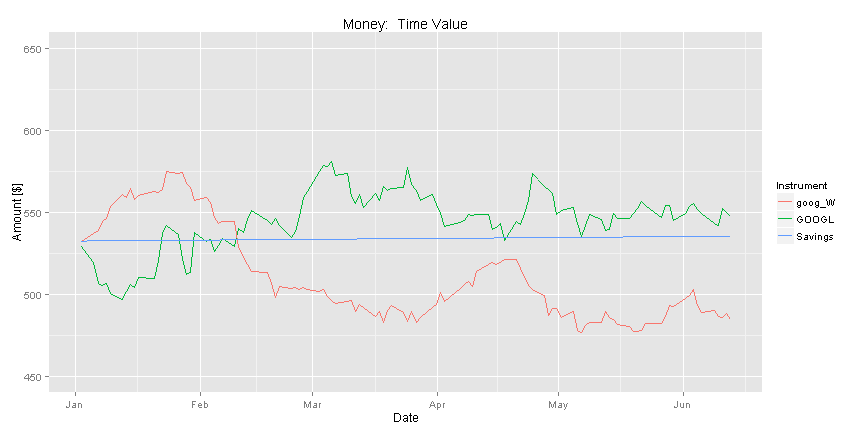 Money:  Time Value
650
600
550
500
450
Amount [$]
Jan Feb Mar Apr May Jun
Date
Instrument
goog_W
GOOGL
Savings